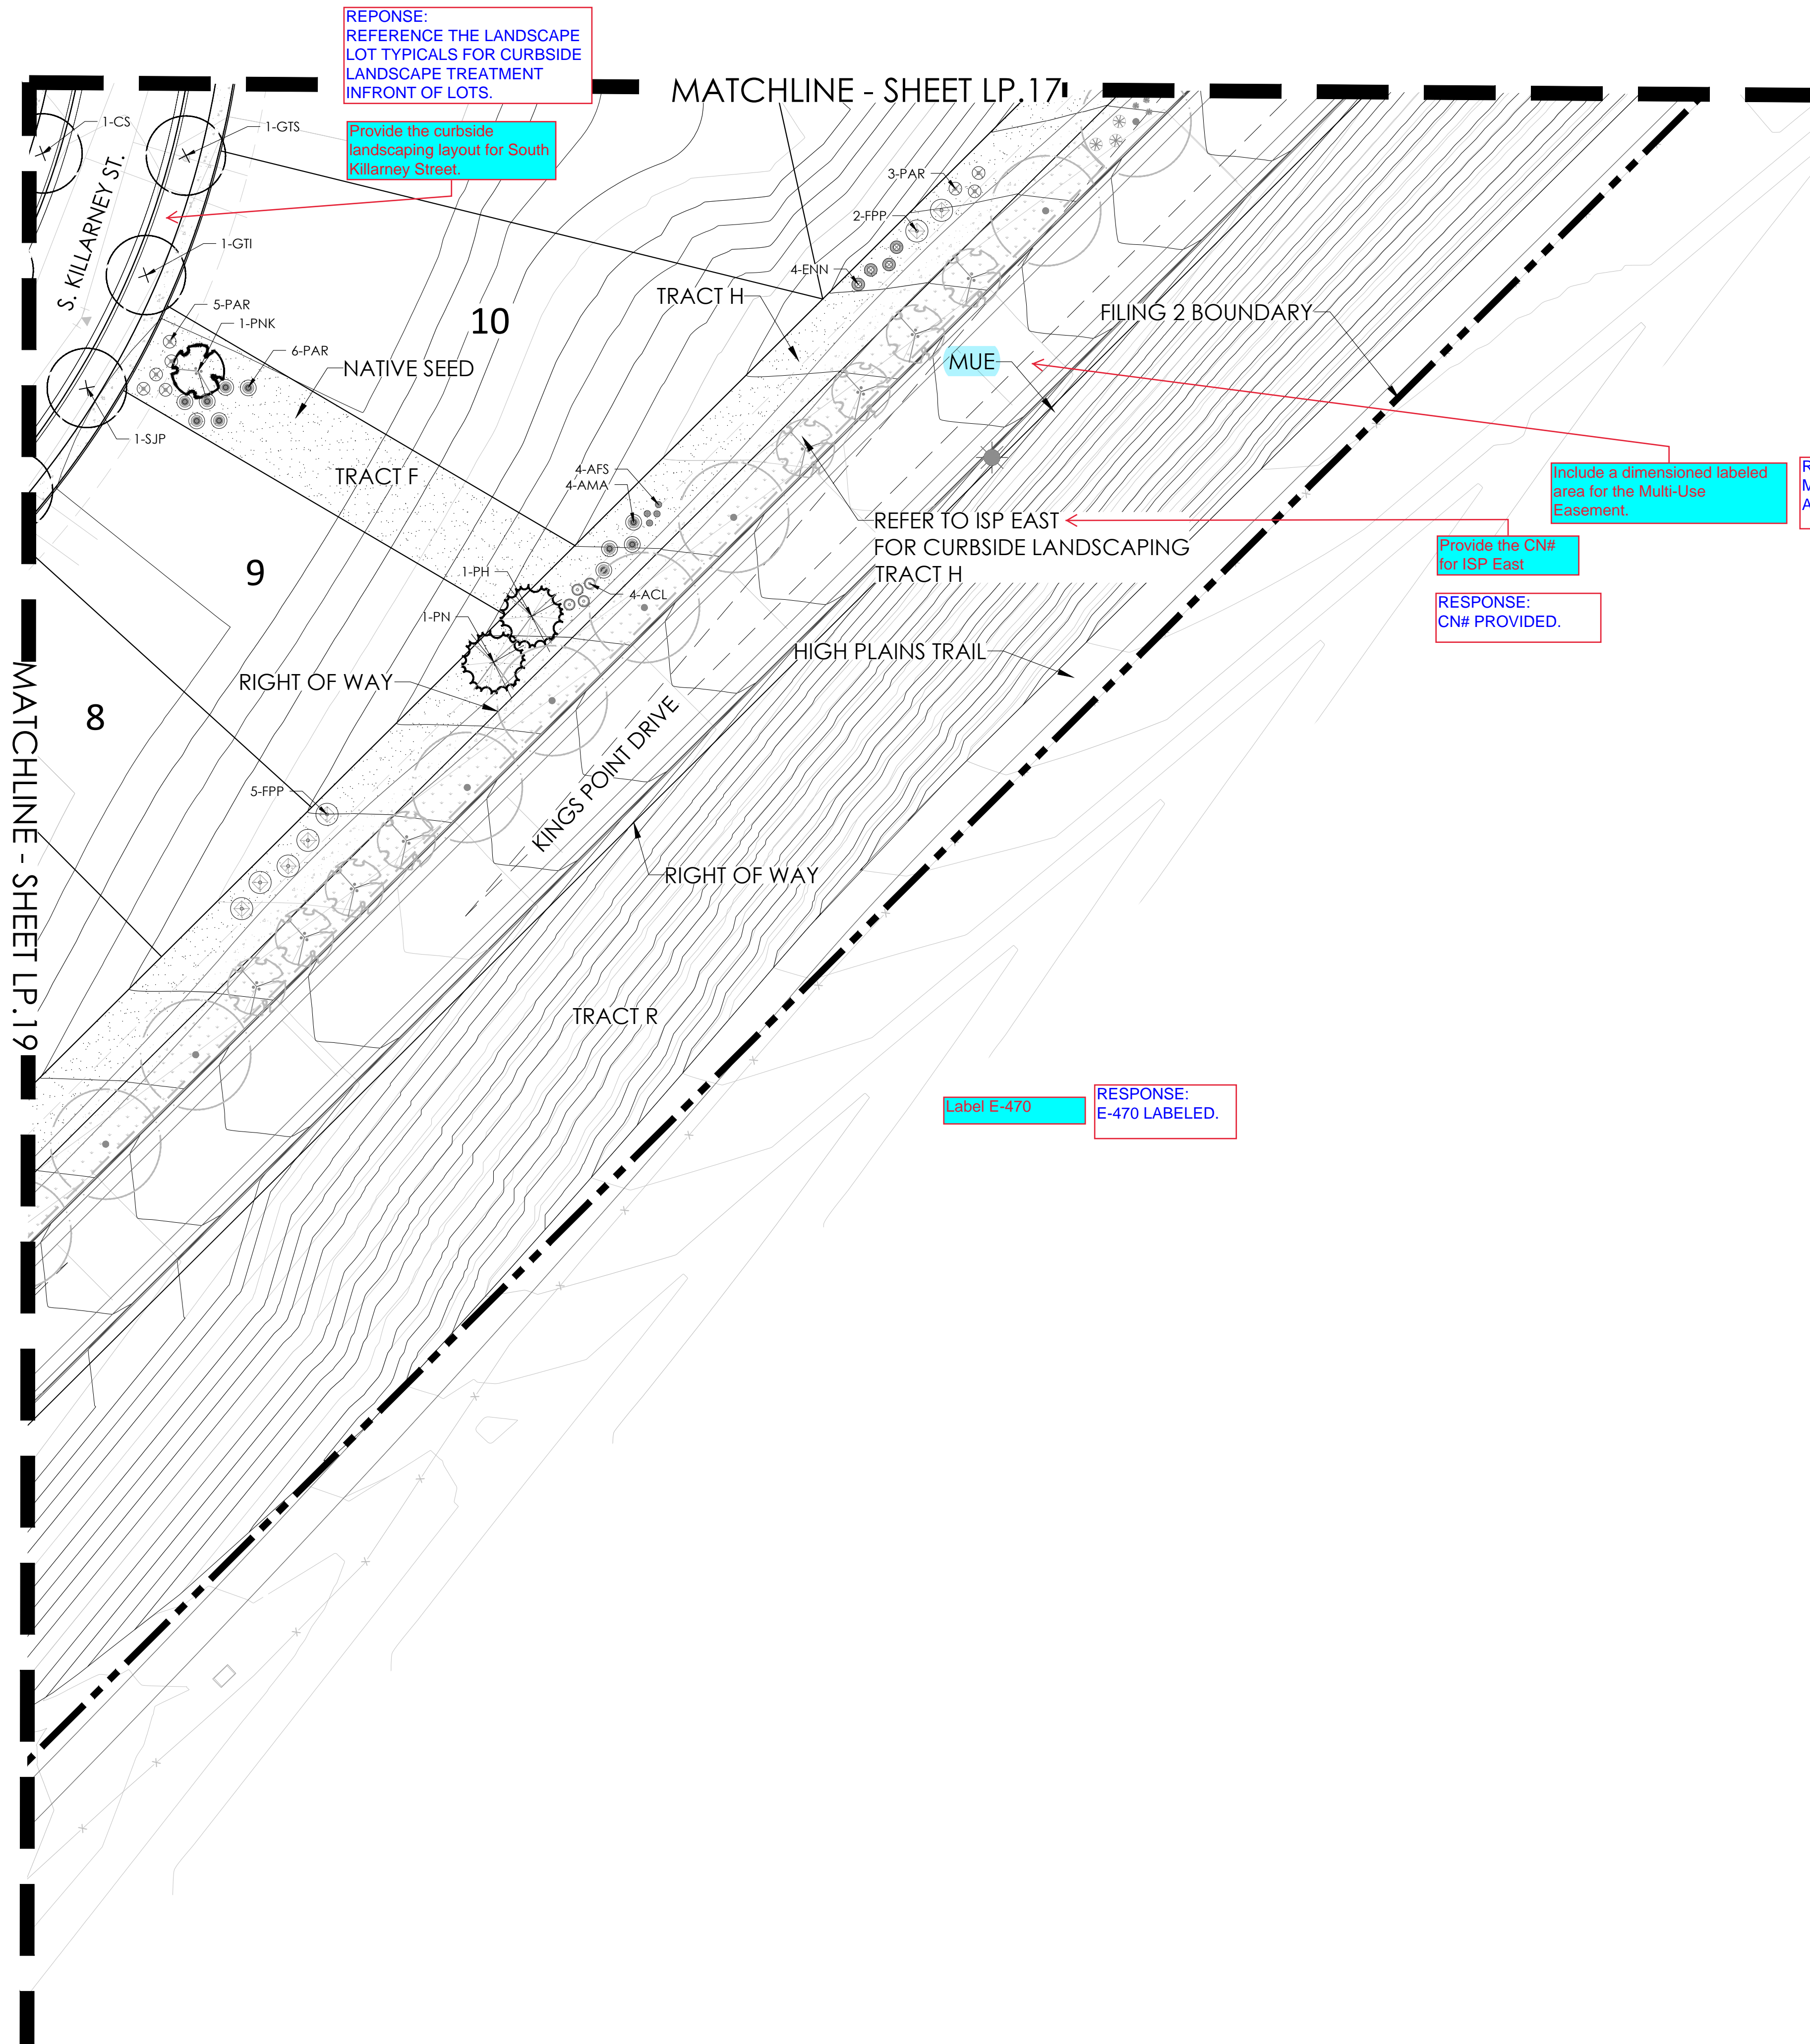 REPONSE:
REFERENCE THE LANDSCAPE
LOT TYPICALS FOR CURBSIDE
LANDSCAPE TREATMENT
INFRONT OF LOTS.
MATCHLINE - SHEET LP.17
1-CS
1-GTS
Provide the curbside
landscaping layout for South
Killarney Street.
S. KILLARNEY ST.
3-PAR
2-FPP
1-GTI
4-ENN
TRACT H
5-PAR
1-PNK
10
FILING 2 BOUNDARY
6-PAR
NATIVE SEED
MUE
1-SJP
TRACT F
4-AFS
4-AMA
Include a dimensioned labeled
area for the Multi-Use
Easement.
R
M
A
REFER TO ISP EAST
FOR CURBSIDE LANDSCAPING
TRACT H
Provide the CN#
for ISP East
9
1-PH
4-ACL
1-PN
RESPONSE:
CN# PROVIDED.
HIGH PLAINS TRAIL
RIGHT OF WAY
8
MATCHLINE - SHEET LP.19
KINGS POINT DRIVE
5-FPP
RIGHT OF WAY
TRACT R
Label E-470
RESPONSE:
E-470 LABELED.